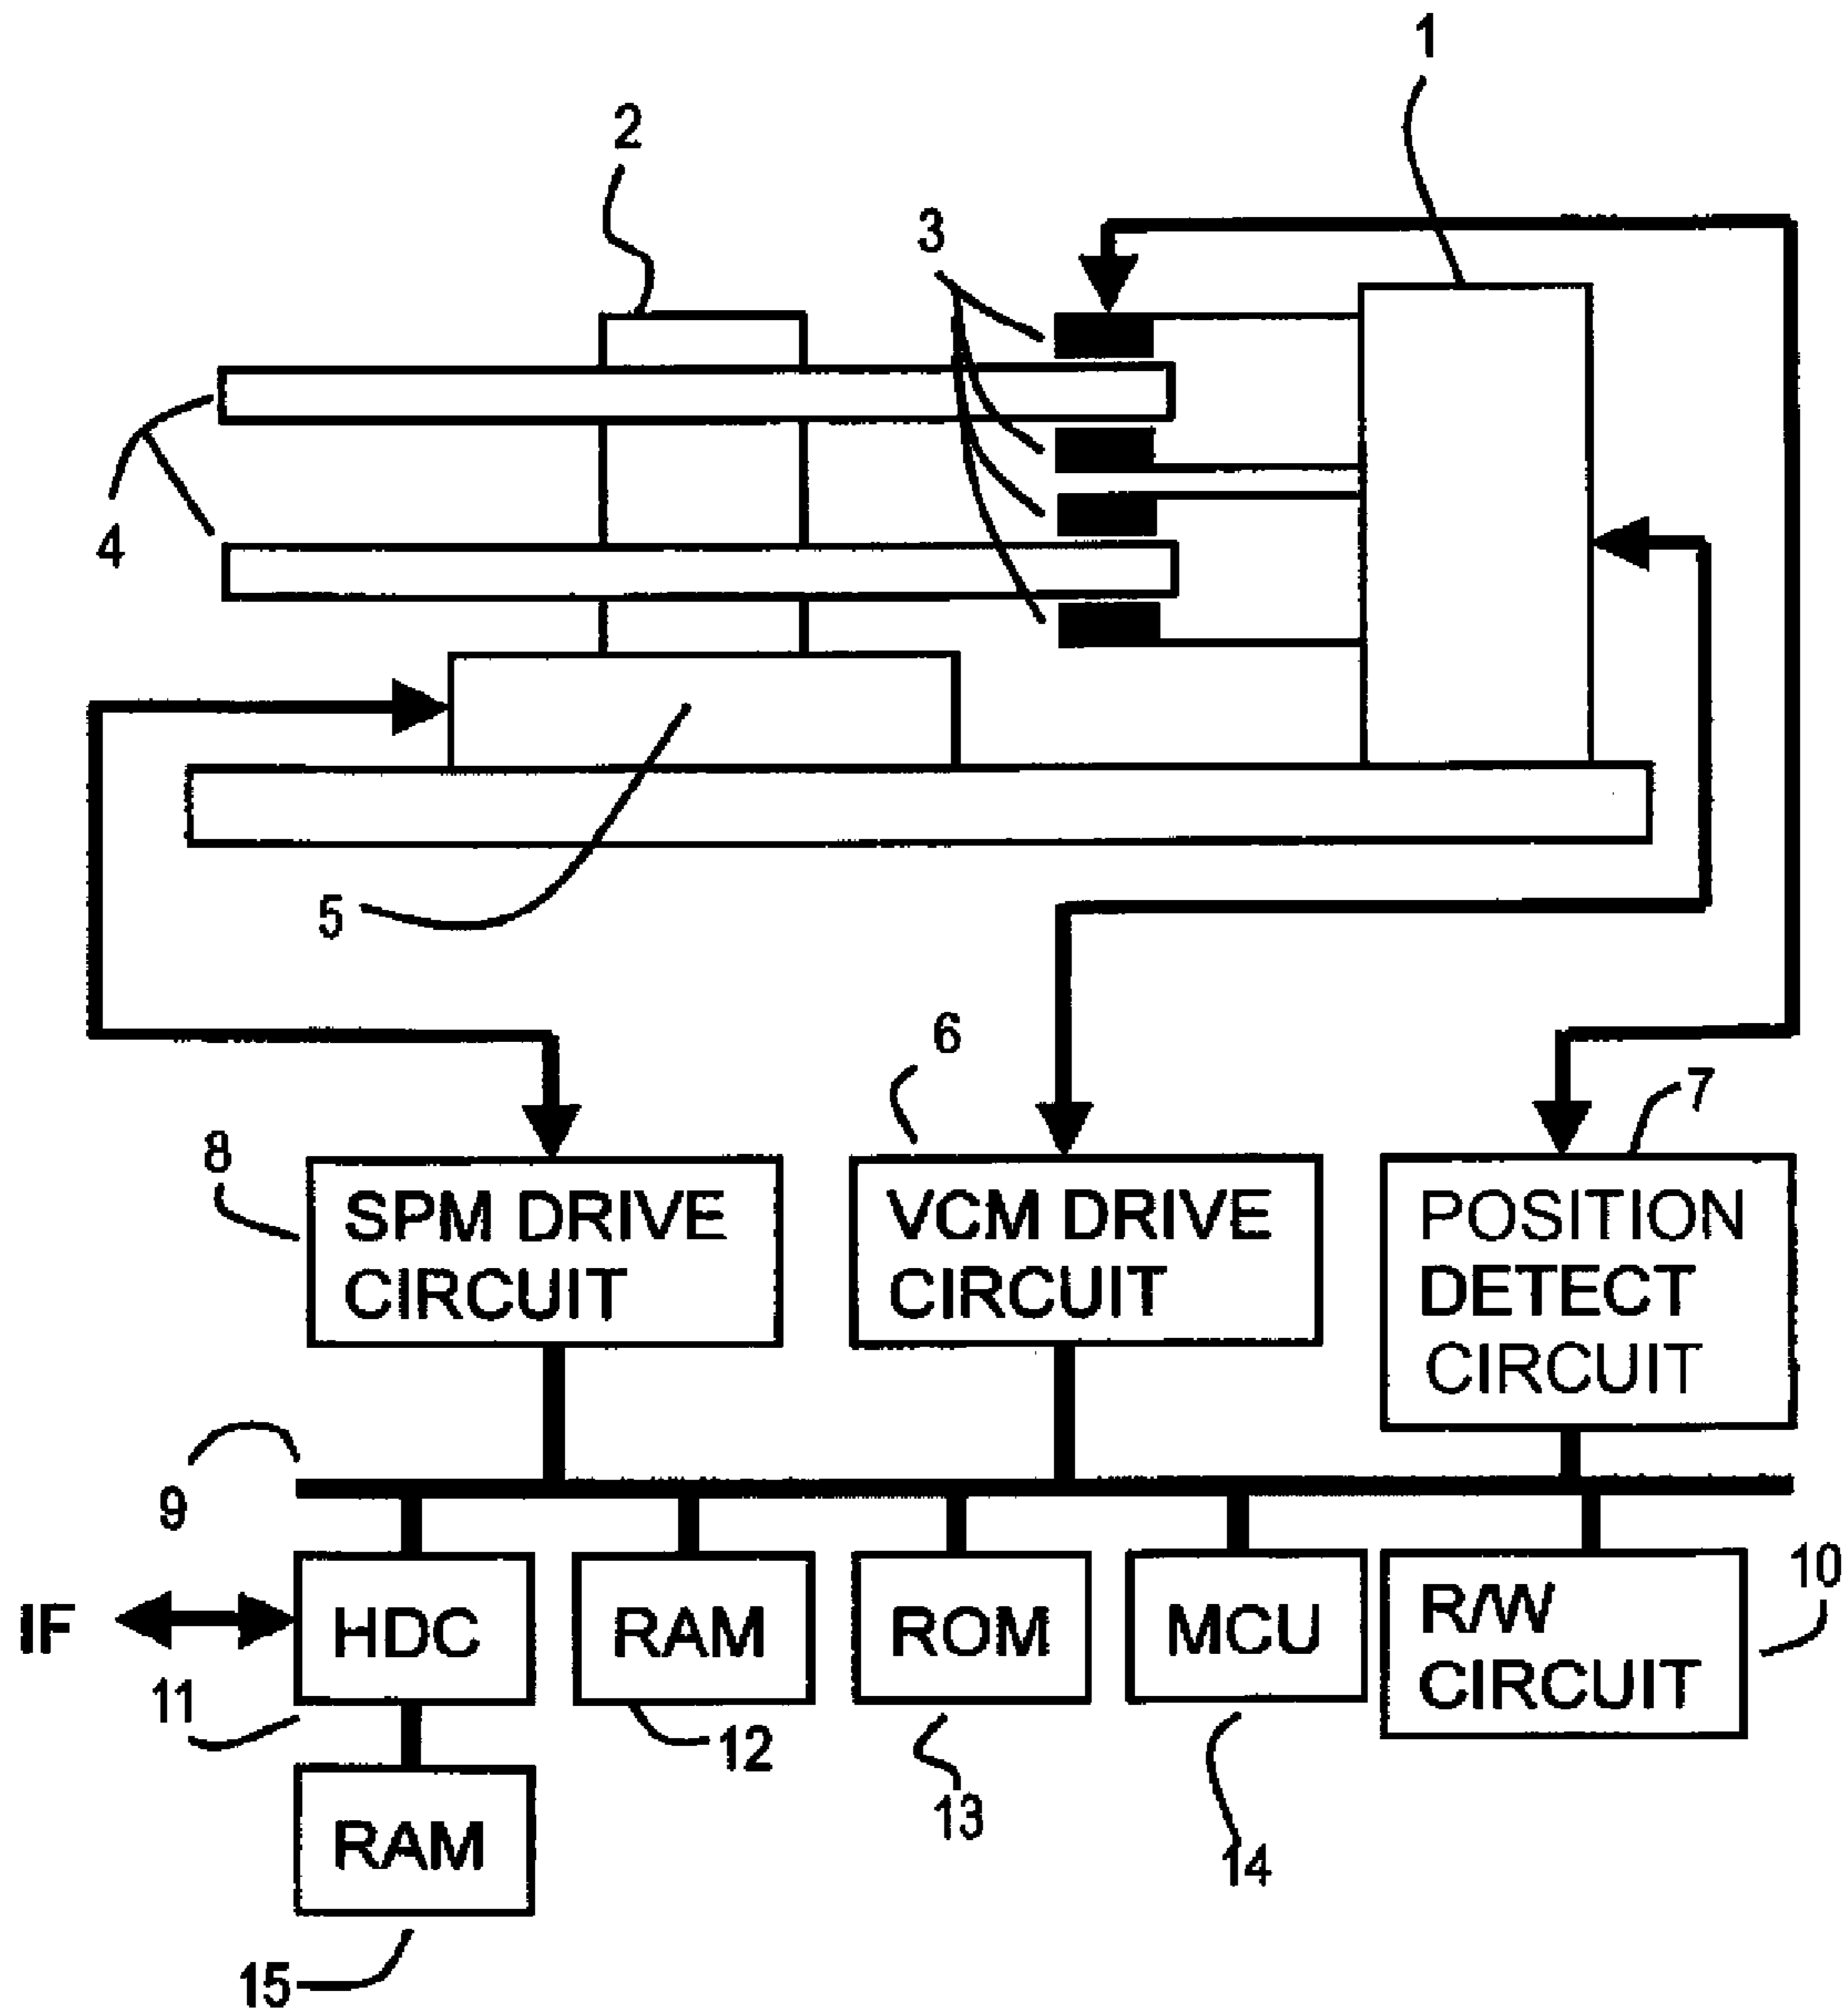 1
2
3
4
5
6
7
8
SPM DRIVE
CIRCUIT
VCM DRIVE
CIRCUIT
POSITION
DETECT
CIRCUIT
9
10
IF
HDC
RAM
ROM
MCU
R/W
CIRCUIT
11
12
13
14
RAM
15